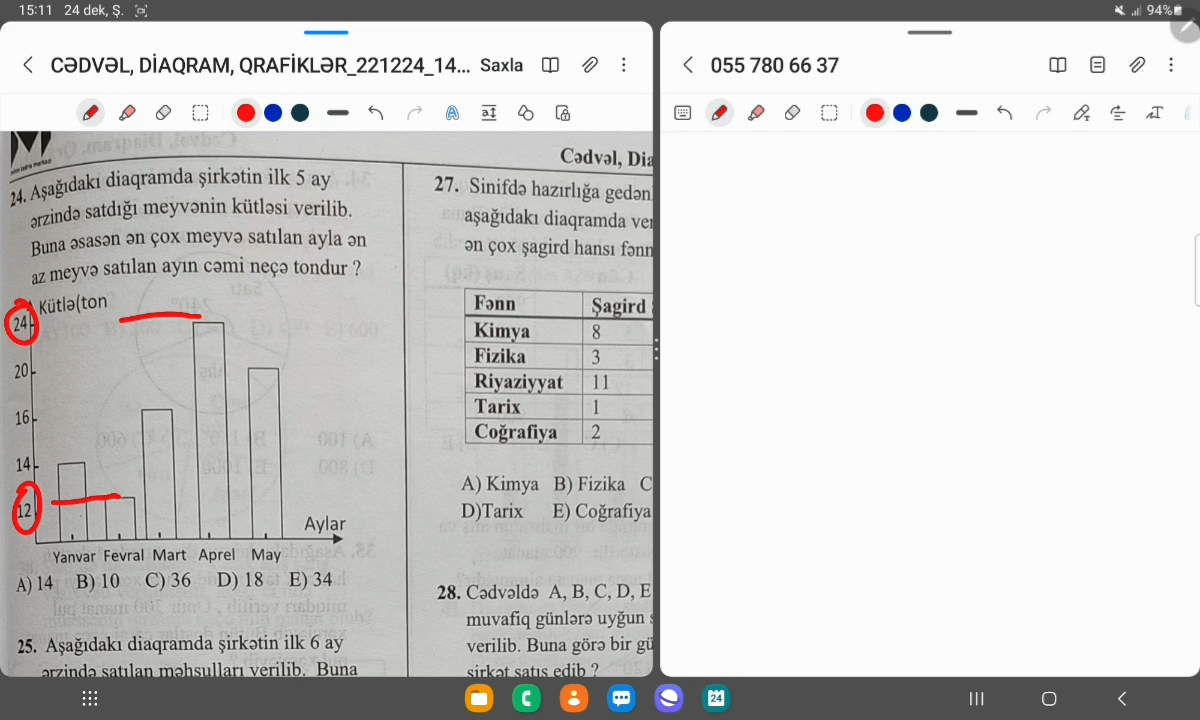 15:11 24 dek, Ş.
94%
CƏDVƏL, DİAQRAM, QRAFİKLƏR_221224_14... Saxla
24. Aşağıdakı diaqramda şirkətin ilk 5 ay
ərzində satdığı meyvənin kütləsi verilib.
Buna əsasən ən çox meyvə satılan ayla ən
az meyvə satılan ayın cəmi neçə tondur ?
Kütlə(ton
24
20
16
14
12
Aylar
Yanvar Fevral Mart Aprel May
A) 14 B) 10 C) 36 D) 18 E) 34
25. Aşağıdakı diaqramda şirkətin ilk 6 ay
ərzində satılan məhsulları verilib. Buna
Cədvəl, Dia
27. Sinifdə hazırlığa gedən
aşağıdakı diaqramda ver
ən çox şagird hansı fənn
Fənn Şagird
Kimya 8
Fizika 3
Riyaziyyat 11
Tarix 1
Coğrafiya 2
A) Kimya B) Fizika C
D)Tarix E) Coğrafiya
28. Cədvəldə A, B, C, D, E
muvafiq günlərə uyğun s
verilib. Buna görə bir gü
şirkət satış edib ?
055 780 66 37
24